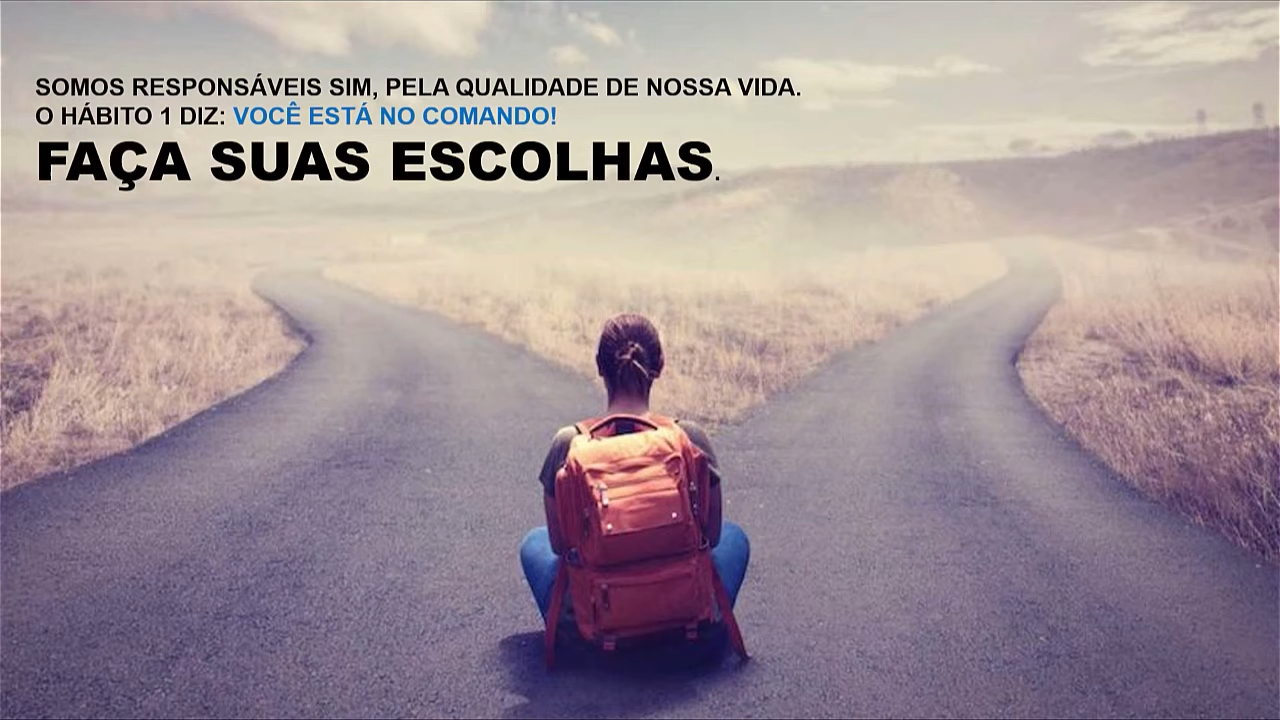 SOMOS RESPONSÁVEIS SIM, PELA QUALIDADE DE NOSSA VIDA.
O HÁBITO 1 DIZ: VOCÊ ESTÁ NO COMANDO!
FAÇA SUAS ESCOLHAS.